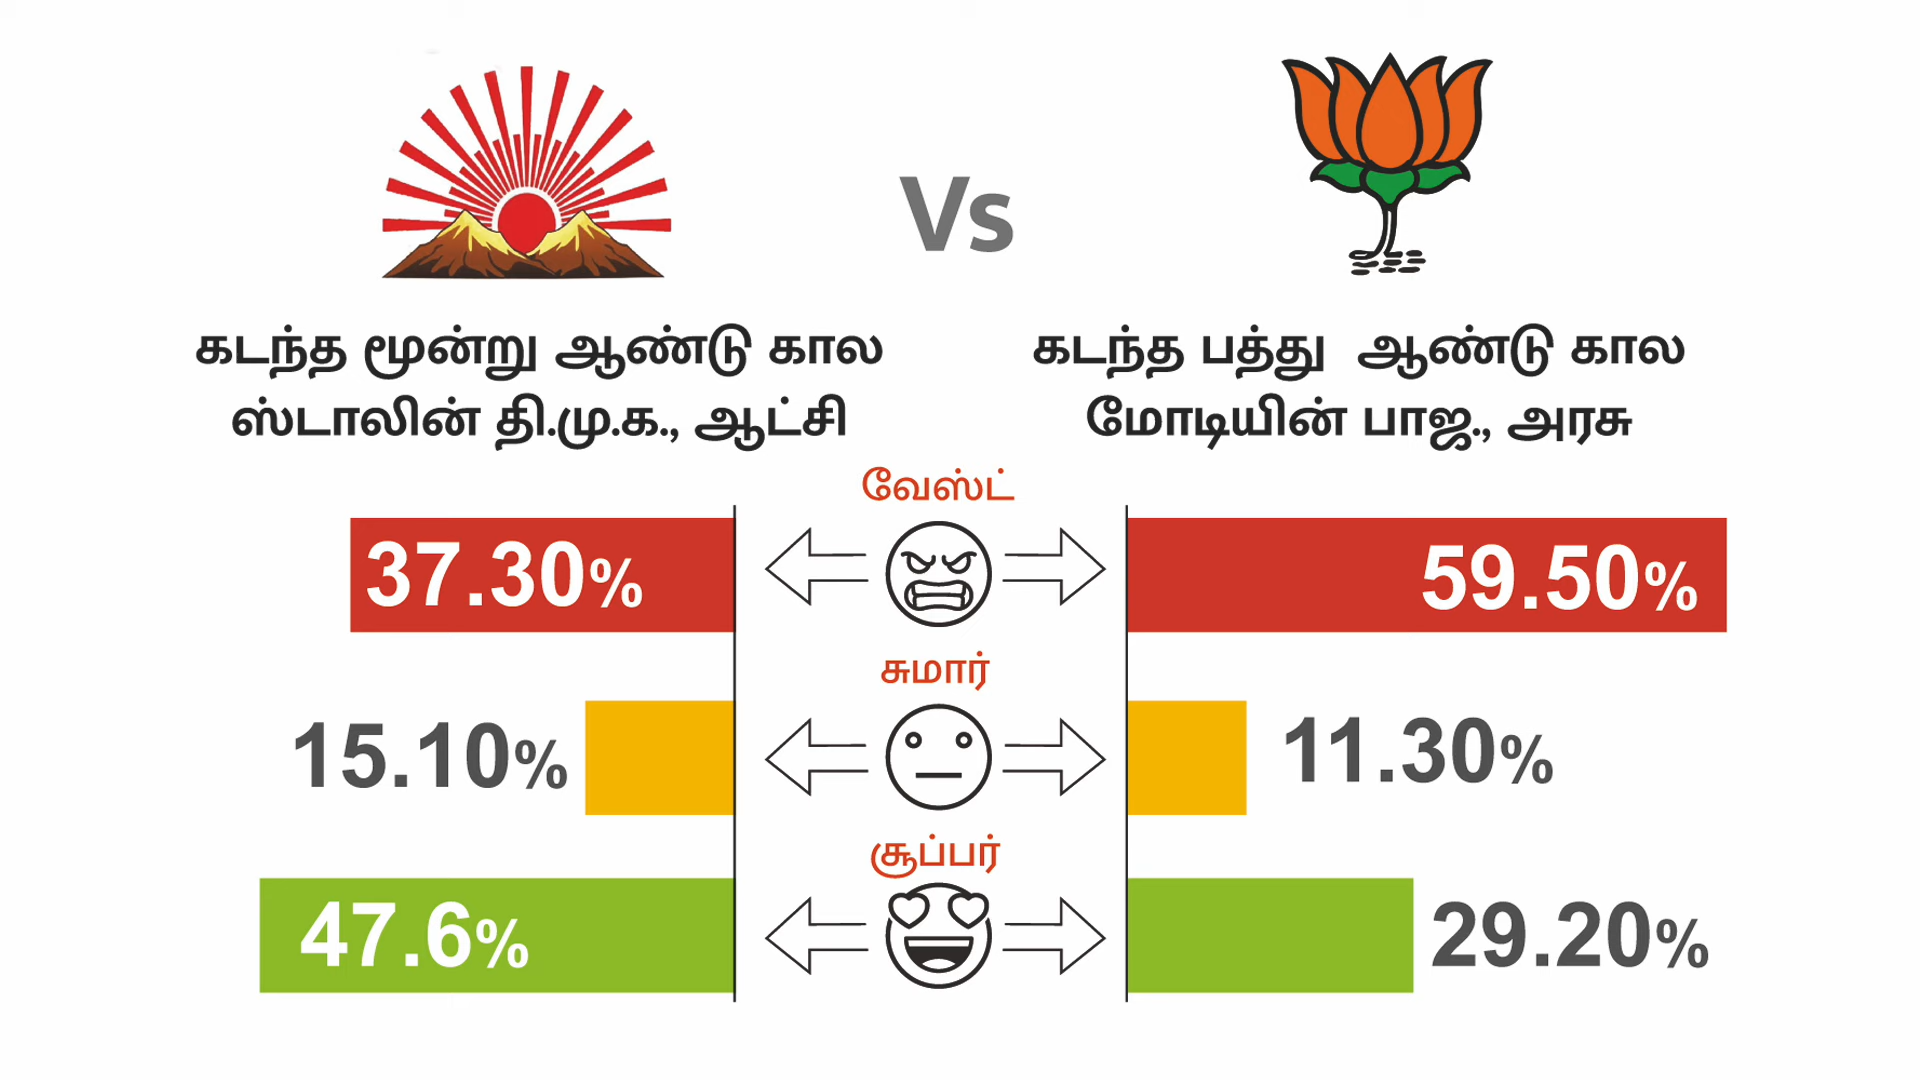 Vs
கடந்த மூன்று ஆண்டு கால
ஸ்டாலின் தி.மு.க., ஆட்சி
கடந்த பத்து ஆண்டு கால
மோடியின் பாஜ., அரசு
வேஸ்ட்
37.30%
59.50%
சுமார்
15.10%
11.30%
சூப்பர்
47.6%
29.20%